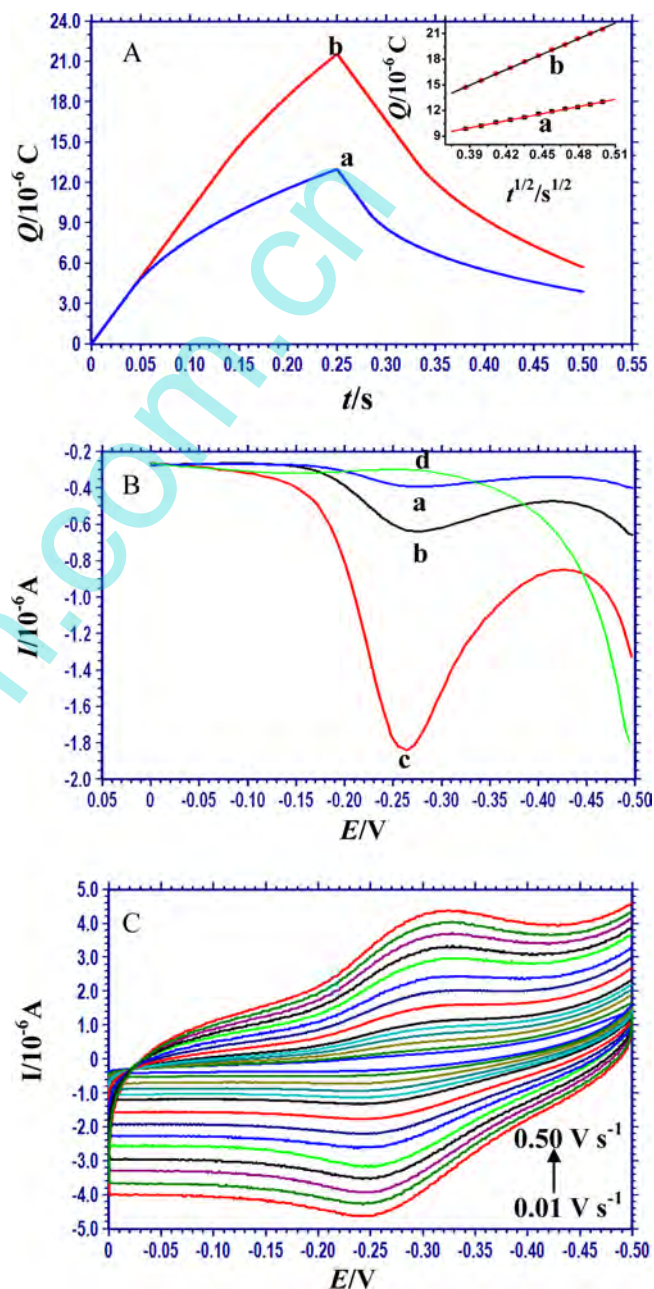 A
24.0
21.0
18.0
15.0
12.0
9.0
6.0
3.0
0
Q/10⁻⁶ C
b
a
0 0.05 0.10 0.15 0.20 0.25 0.30 0.35 0.40 0.45 0.50 0.55
t/s
21
18
15
12
9
Q/10⁻⁶ C
b
a
0.39 0.42 0.45 0.48 0.51
t¹/²/s¹/²
B
-0.2
-0.4
-0.6
-0.8
-1.0
-1.2
-1.4
-1.6
-1.8
-2.0
I/10⁻⁶A
d
a
b
c
0.05 0 -0.05 -0.10 -0.15 -0.20 -0.25 -0.30 -0.35 -0.40 -0.45 -0.50
E/V
C
5.0
4.0
3.0
2.0
1.0
0
-1.0
-2.0
-3.0
-4.0
-5.0
I/10⁻⁶A
0.50 V s⁻¹
0.01 V s⁻¹
0 -0.05 -0.10 -0.15 -0.20 -0.25 -0.30 -0.35 -0.40 -0.45 -0.50
E/V
n.com.cn